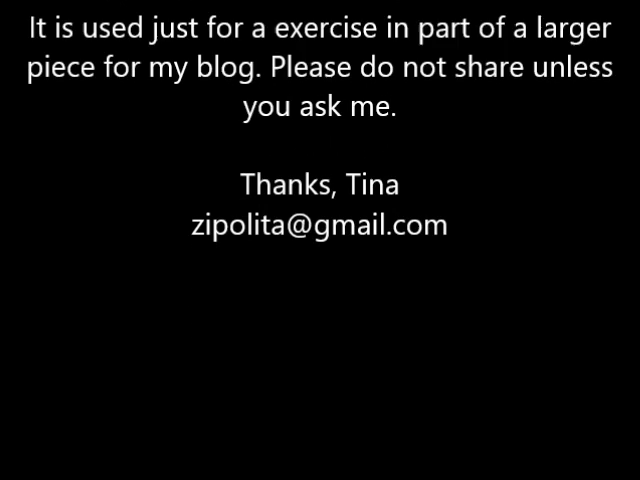 It is used just for a exercise in part of a larger
piece for my blog. Please do not share unless
you ask me.
Thanks, Tina
zipolita@gmail.com